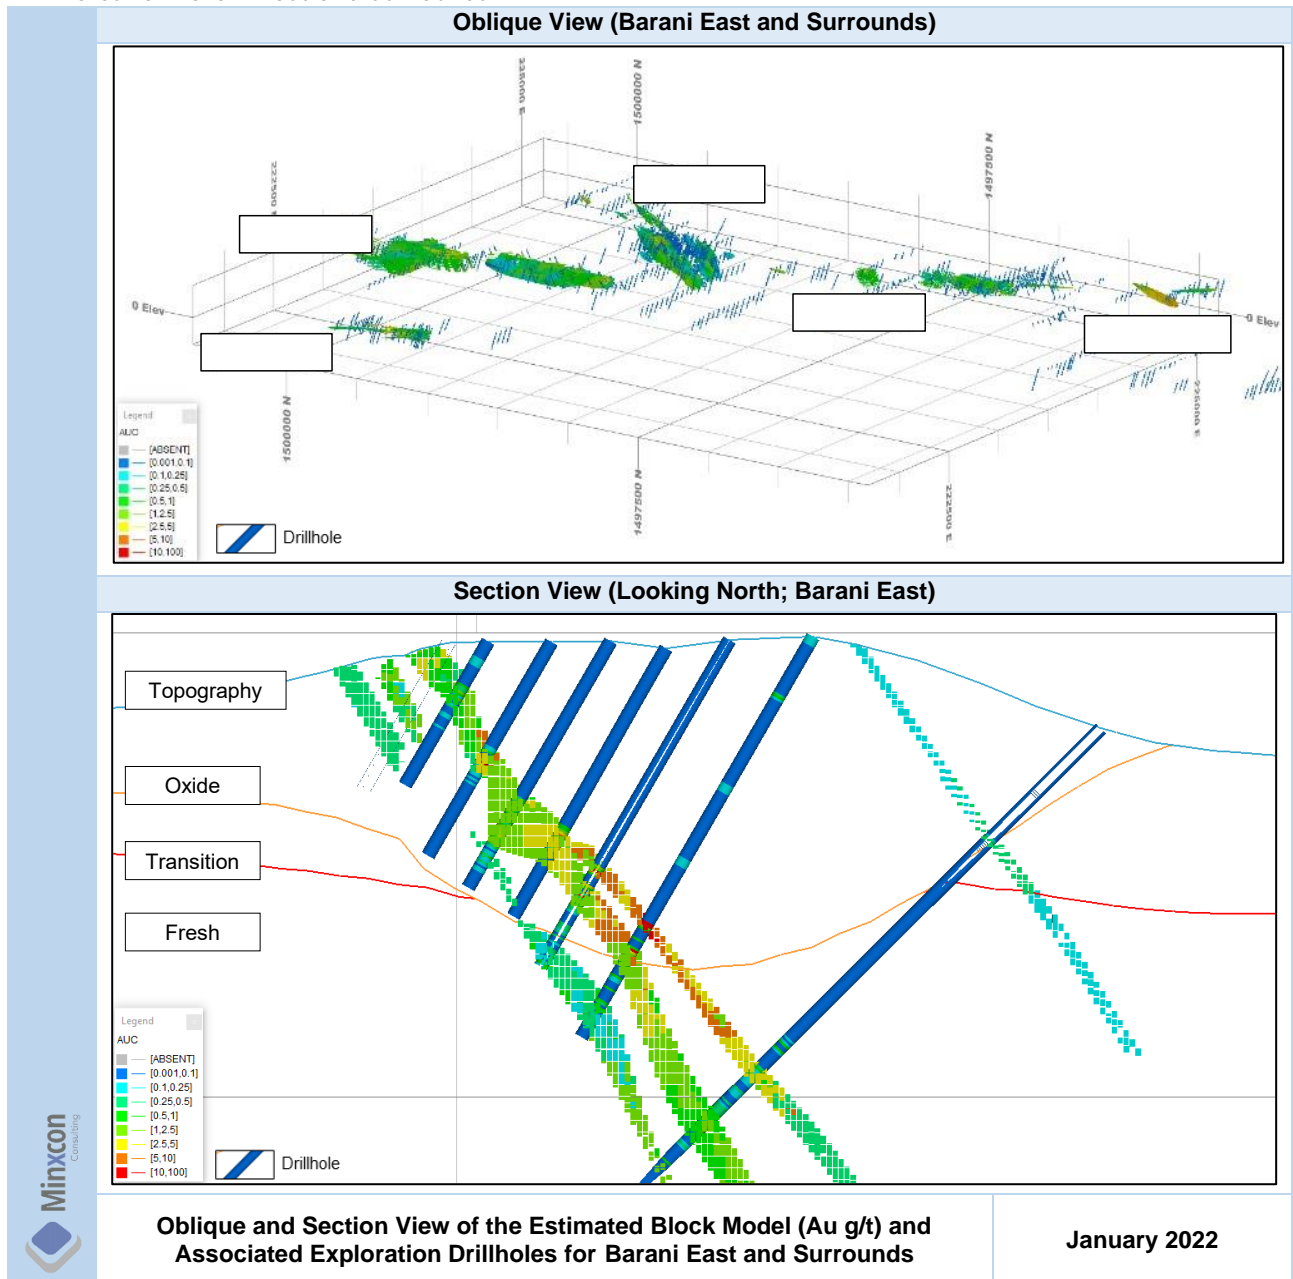 Oblique View (Barani East and Surrounds)
1500000 N
1497500 N
0 Elev
0 Elev
1500000 N
1497500 N
Legend
AUC
[ABSENT]
[0.001,0.1]
[0.1,0.25]
[0.25,0.5]
[0.5,1]
[1,2.5]
[2.5,5]
[5,10]
[10,100]
Drillhole
Section View (Looking North; Barani East)
Topography
Oxide
Transition
Fresh
Legend
AUC
[ABSENT]
[0.001,0.1]
[0.1,0.25]
[0.25,0.5]
[0.5,1]
[1,2.5]
[2.5,5]
[5,10]
[10,100]
Drillhole
Minxcon
Consulting
Oblique and Section View of the Estimated Block Model (Au g/t) and
Associated Exploration Drillholes for Barani East and Surrounds
January 2022